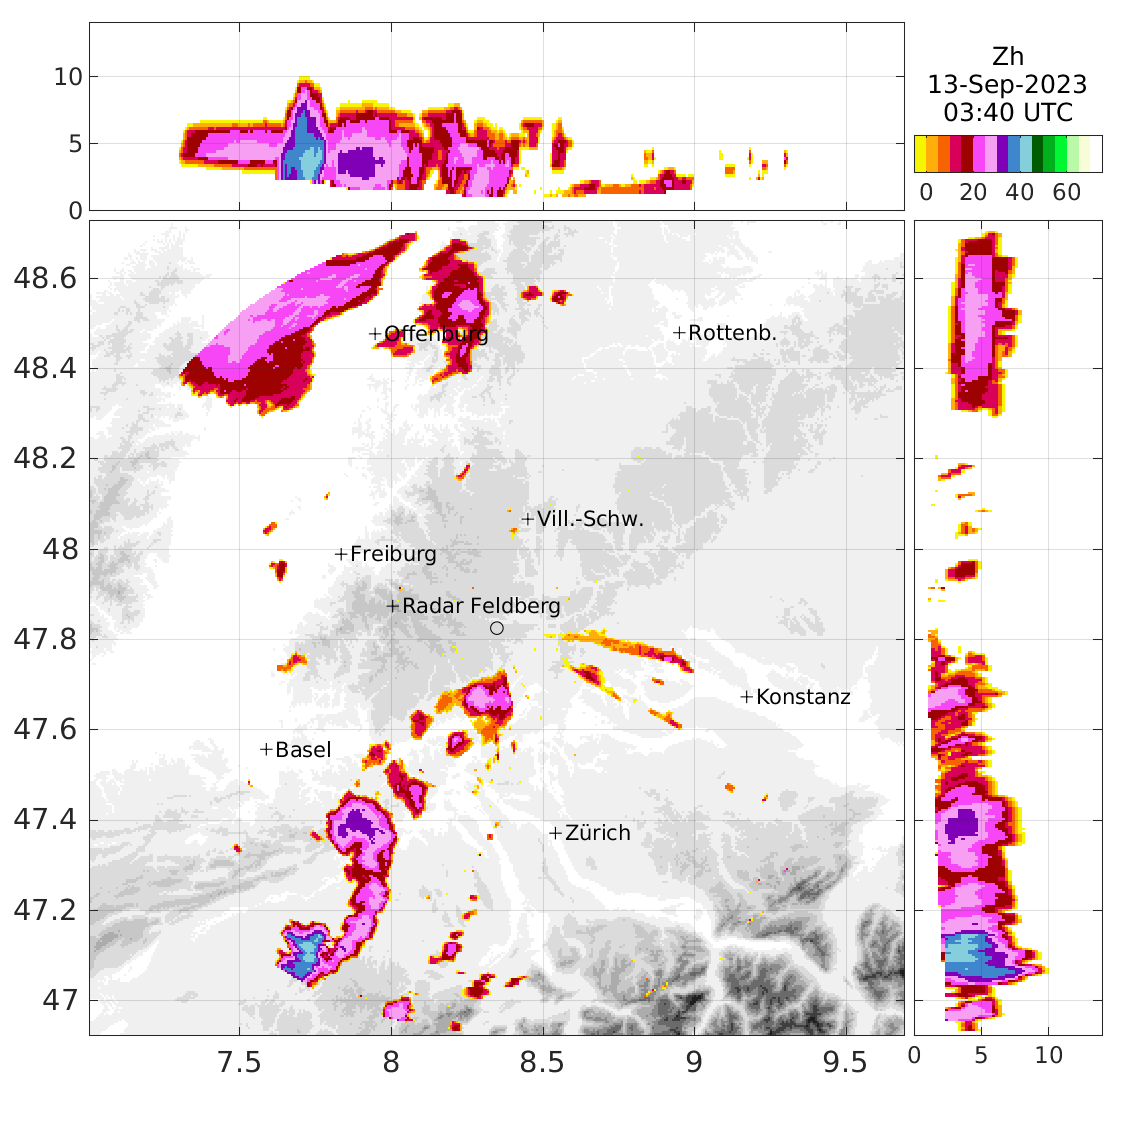 10
5
0
Zh
13-Sep-2023
03:40 UTC
0 20 40 60
48.6
48.4
48.2
48
47.8
47.6
47.4
47.2
47
+Offenburg
+Rottenb.
+Vill.-Schw.
+Freiburg
+Radar Feldberg
+Konstanz
+Basel
+Zürich
7.5 8 8.5 9 9.5
0 5 10